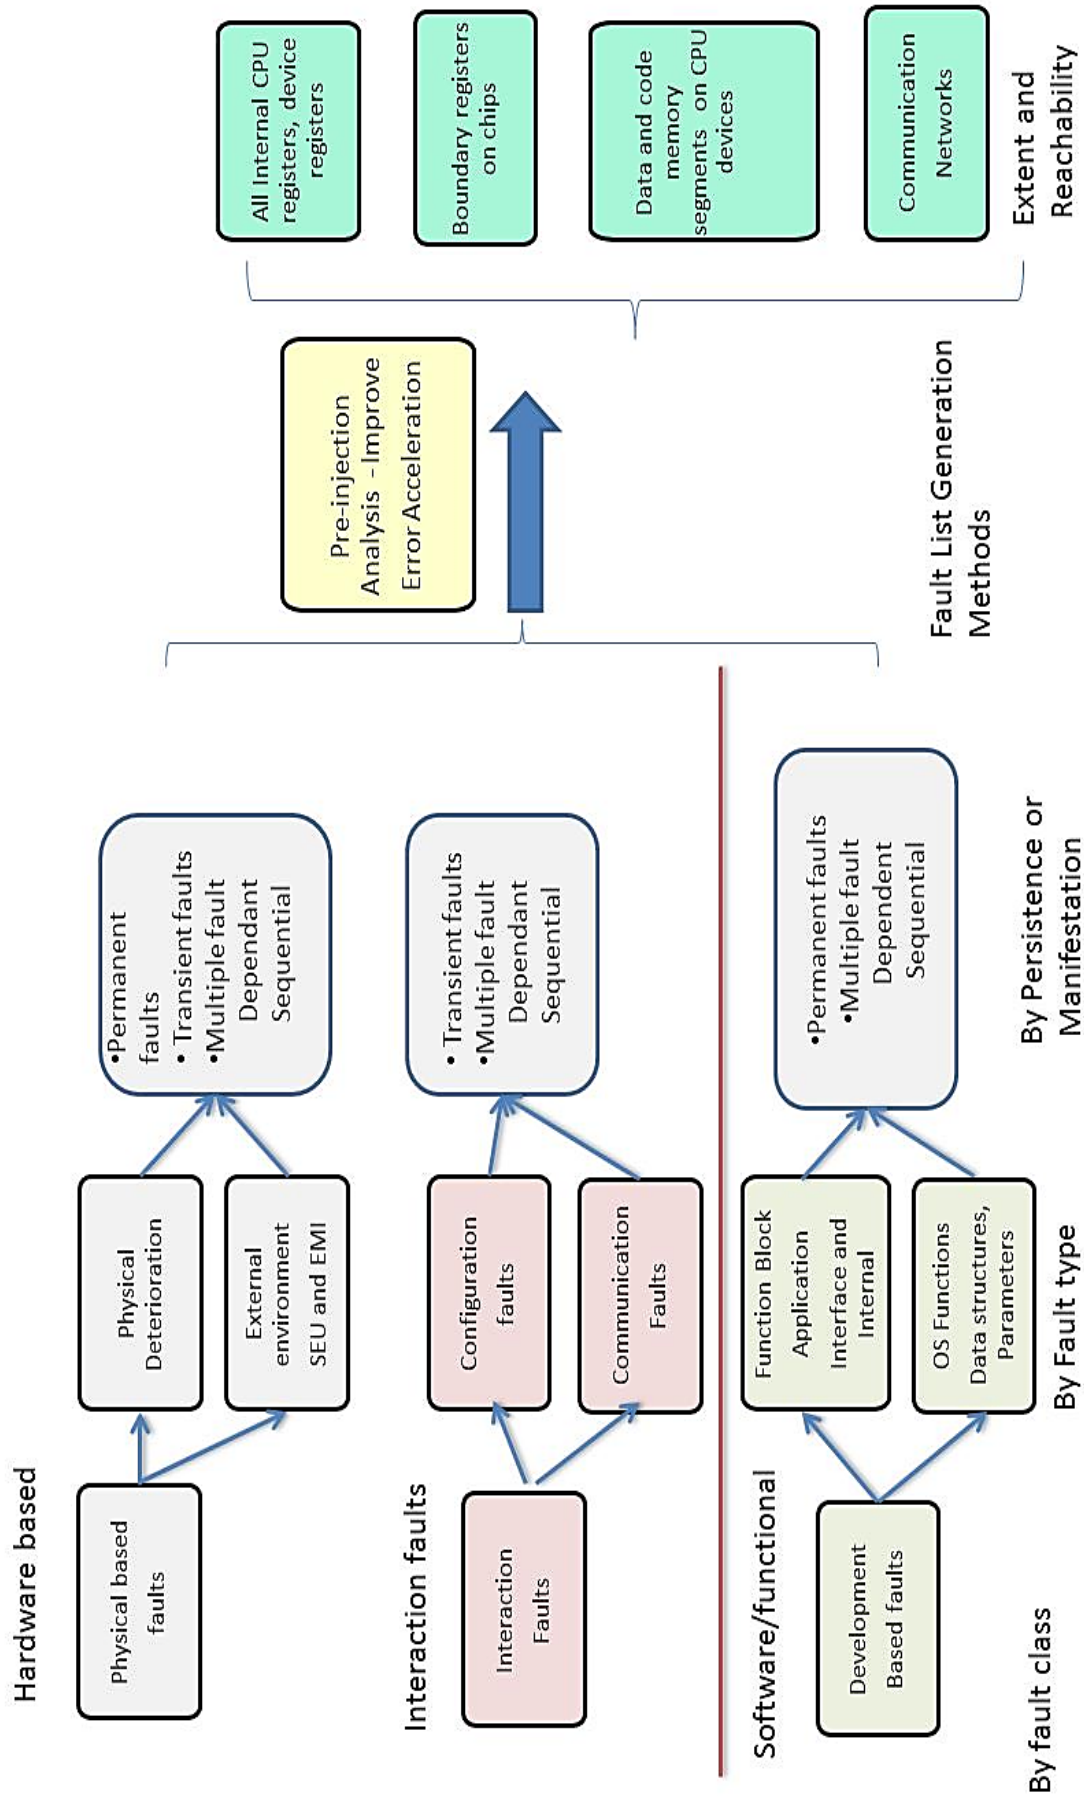 Hardware based
Physical based
faults
Physical
Deterioration
External
environment
SEU and EMI
•Permanent
faults
• Transient faults
•Multiple fault
Dependant
Sequential
Interaction faults
Interaction
Faults
Configuration
faults
Communication
Faults
• Transient faults
•Multiple fault
Dependant
Sequential
Software/functional
Development
Based faults
Function Block
Application
Interface and
Internal
OS Functions
Data structures,
Parameters
•Permanent faults
•Multiple fault
Dependent
Sequential
Pre-injection
Analysis - Improve
Error Acceleration
All Internal CPU
registers, device
registers
Boundary registers
on chips
Data and code
memory
segments on CPU
devices
Communication
Networks
By fault class
By Fault type
By Persistence or
Manifestation
Fault List Generation
Methods
Extent and
Reachability